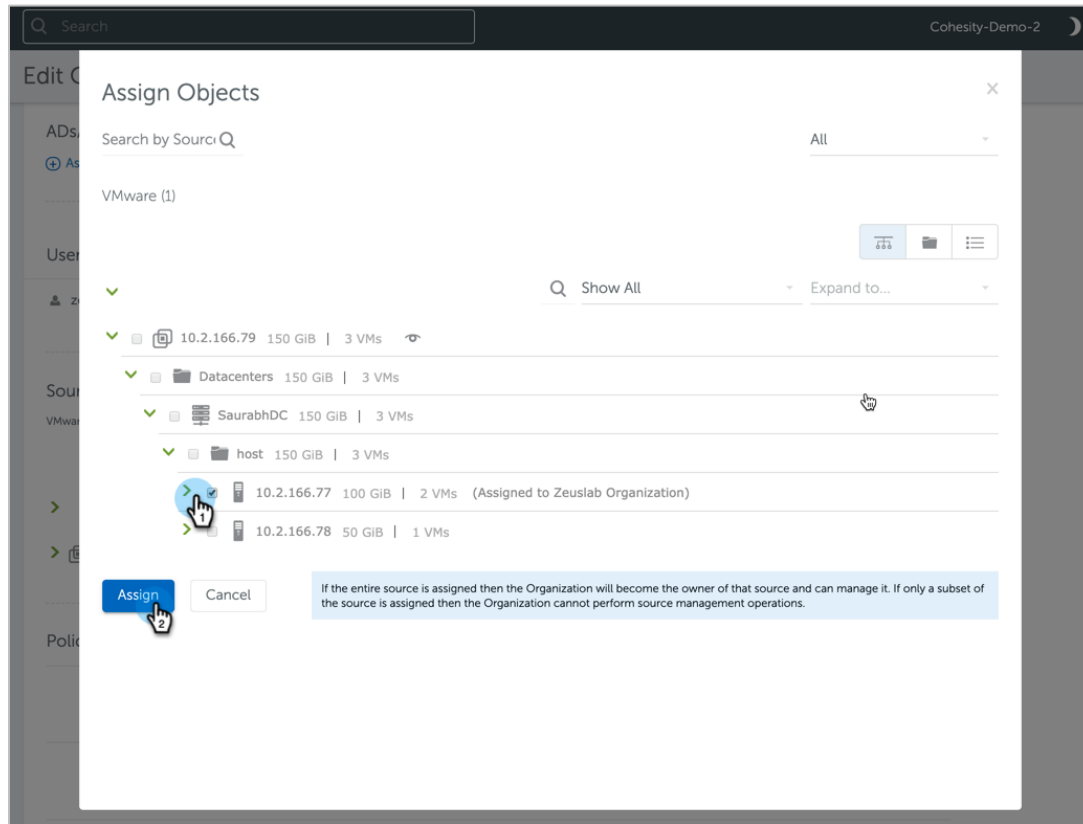 Search
Cohesity-Demo-2
Edit
Assign Objects
ADs
Search by Sourc
All
As
VMware (1)
User
Show All
Expand to...
10.2.166.79 150 GiB | 3 VMs
Datacenters 150 GiB | 3 VMs
Sour
SaurabhDC 150 GiB | 3 VMs
VMwar
host 150 GiB | 3 VMs
10.2.166.77 100 GiB | 2 VMs (Assigned to Zeuslab Organization)
1
10.2.166.78 50 GiB | 1 VMs
Assign
Cancel
If the entire source is assigned then the Organization will become the owner of that source and can manage it. If only a subset of
the source is assigned then the Organization cannot perform source management operations.
2
Polic